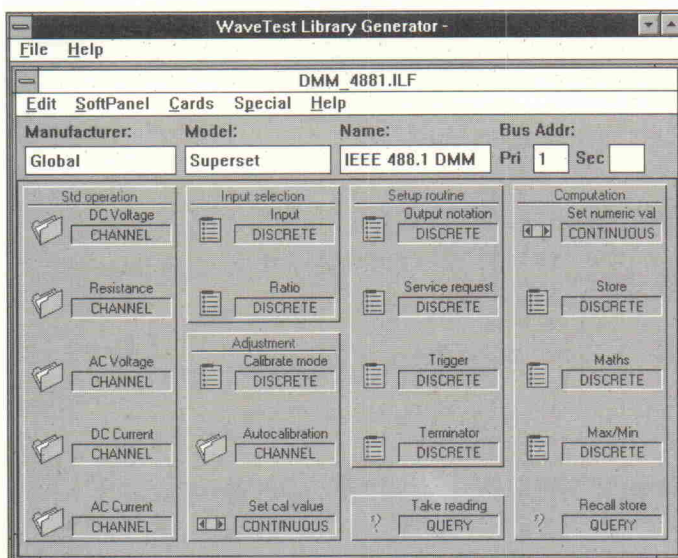 WaveTest Library Generator -
File Help
DMM_4881.ILF
Edit SoftPanel Cards Special Help
Manufacturer: Model: Name: Bus Addr:
Global Superset IEEE 488.1 DMM Pri 1 Sec
Std operation
DC Voltage
CHANNEL
Resistance
CHANNEL
AC Voltage
CHANNEL
DC Current
CHANNEL
AC Current
CHANNEL
Input selection
Input
DISCRETE
Ratio
DISCRETE
Adjustment
Calibrate mode
DISCRETE
Autocalibration
CHANNEL
Set cal value
CONTINUOUS
Setup routine
Output notation
DISCRETE
Service request
DISCRETE
Trigger
DISCRETE
Terminator
DISCRETE
Take reading
? QUERY
Computation
Set numeric val
CONTINUOUS
Store
DISCRETE
Maths
DISCRETE
Max/Min
DISCRETE
Recall store
? QUERY